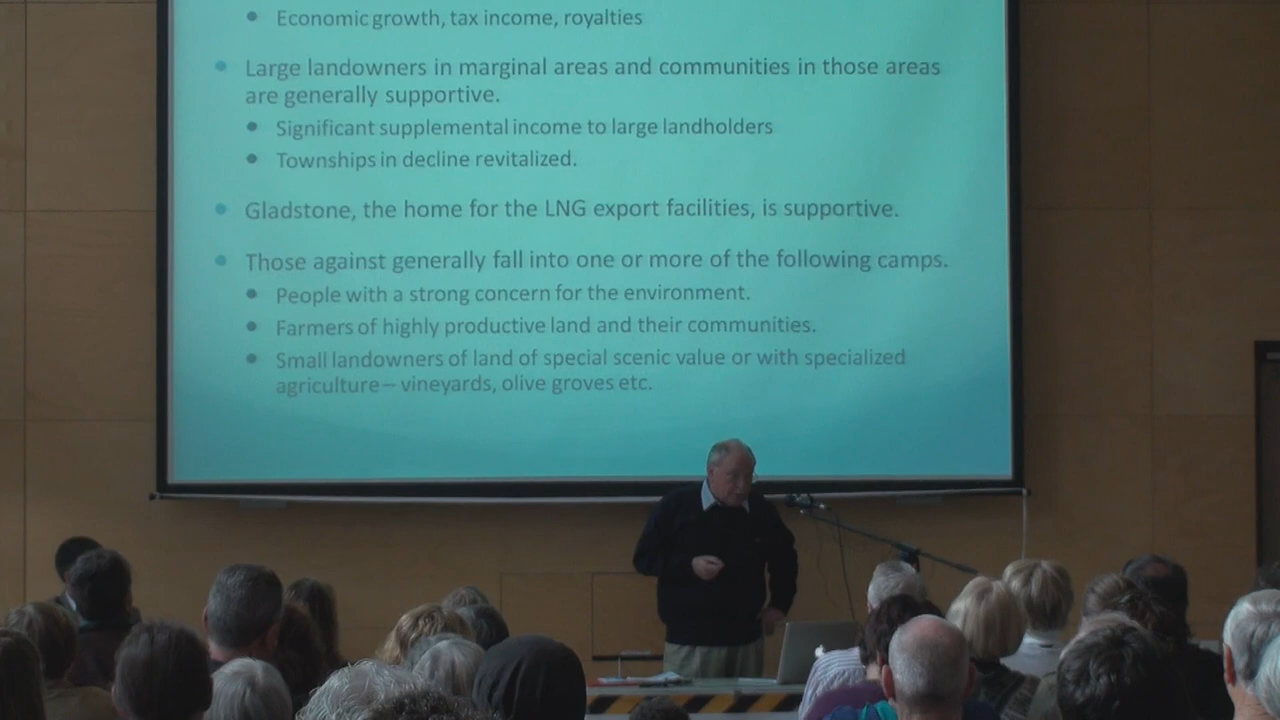 Economic growth, tax income, royalties
Large landowners in marginal areas and communities in those areas
are generally supportive.
Significant supplemental income to large landholders
Townships in decline revitalized.
Gladstone, the home for the LNG export facilities, is supportive.
Those against generally fall into one or more of the following camps.
People with a strong concern for the environment.
Farmers of highly productive land and their communities.
Small landowners of land of special scenic value or with specialized
agriculture – vineyards, olive groves etc.